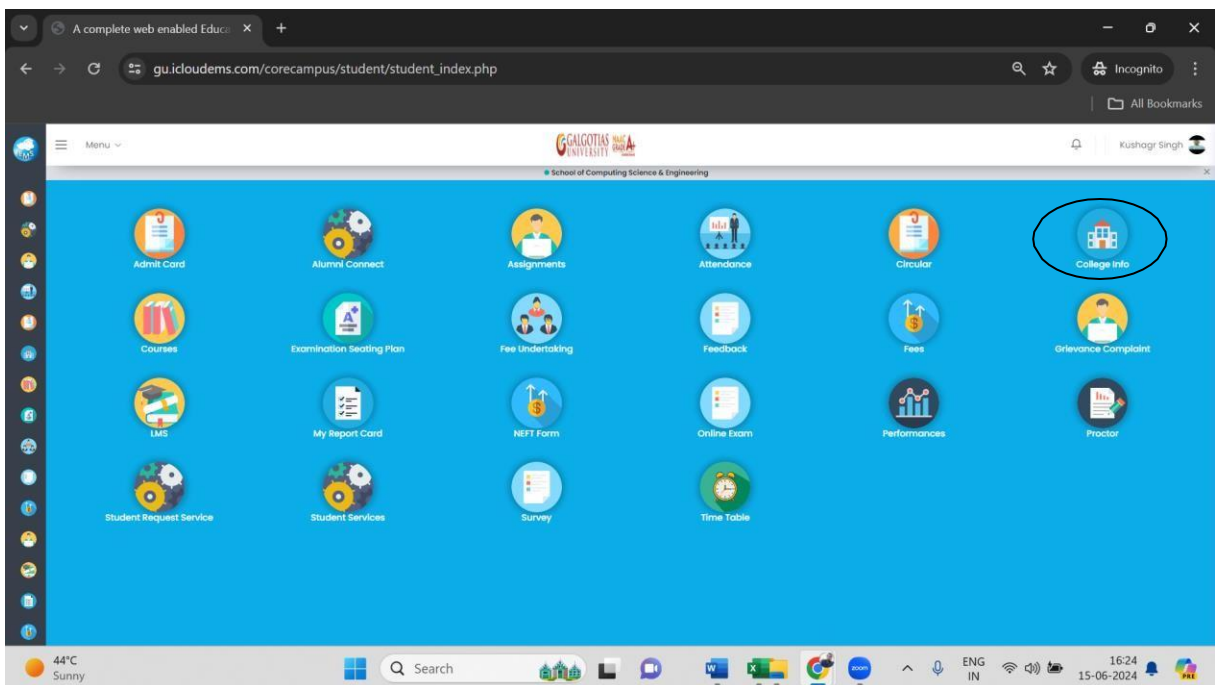 A complete web enabled Educa
gu.icloudems.com/corecampus/student/student_index.php
Incognito
All Bookmarks
Menu
GALGOTIAS UNIVERSITY
Kushagr Singh
School of Computing Science & Engineering
Admit Card
Alumni Connect
Assignments
Attendance
Circular
College Info
Courses
Examination Seating Plan
Fee Undertaking
Feedback
Fees
Grievance Complaint
LMS
My Report Card
NEFT Form
Online Exam
Performances
Proctor
Student Request Service
Student Services
Survey
Time Table
44°C
Sunny
Search
ENG
IN
16:24
15-06-2024